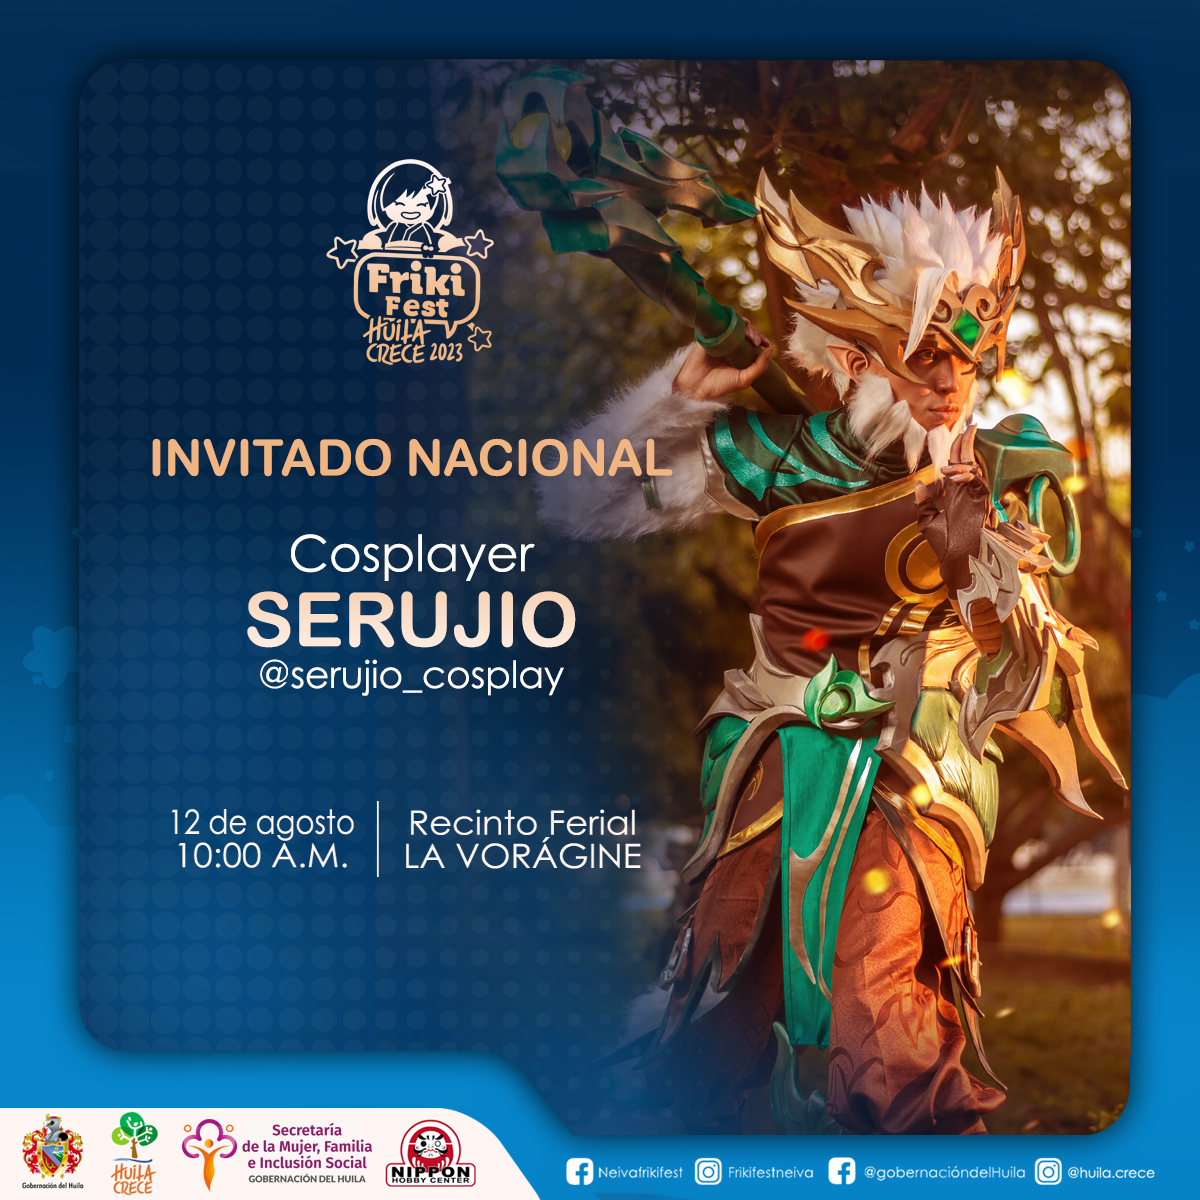 Friki
Fest
HUILA
CRECE 2023
INVITADO NACIONAL
Cosplayer
SERUJIO
@serujio_cosplay
12 de agosto
10:00 A.M.
Recinto Ferial
LA VORÁGINE
Gobernación del Huila
HUILA
CRECE
Secretaría
de la Mujer, Familia
e Inclusión Social
GOBERNACIÓN DEL HUILA
NIPPON
HOBBY CENTER
Neivafrikifest
Frikifestneiva
@gobernacióndelHuila
@huila.crece